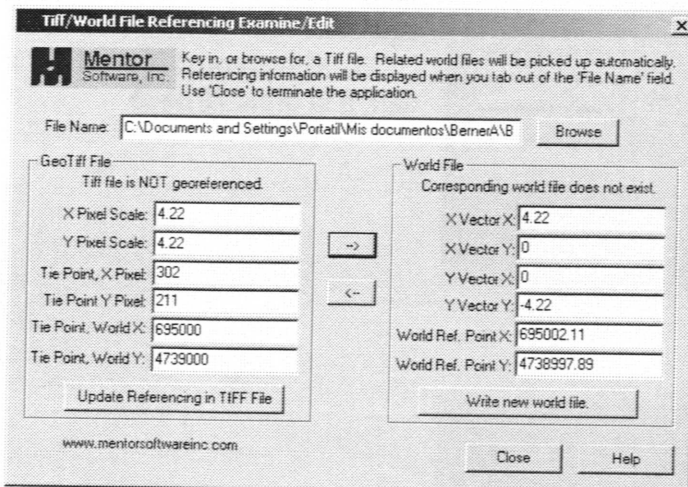 Tiff/World File Referencing Examine/Edit
Mentor
Software, Inc.
Key in, or browse for, a Tiff file. Related world files will be picked up automatically.
Referencing information will be displayed when you tab out of the 'File Name' field.
Use 'Close' to terminate the application.
File Name: C:\Documents and Settings\Portatil\Mis documentos\BernerA\B Browse
GeoTiff File
Tiff file is NOT georeferenced.
X Pixel Scale: 4.22
Y Pixel Scale: 4.22
Tie Point, X Pixel: 302
Tie Point Y Pixel: 211
Tie Point, World X: 695000
Tie Point, World Y: 4739000
Update Referencing in TIFF File
-->
<--
World File
Corresponding world file does not exist.
X Vector X: 4.22
X Vector Y: 0
Y Vector X: 0
Y Vector Y: -4.22
World Ref. Point X: 695002.11
World Ref. Point Y: 4738997.89
Write new world file.
www.mentorsoftwareinc.com
Close
Help